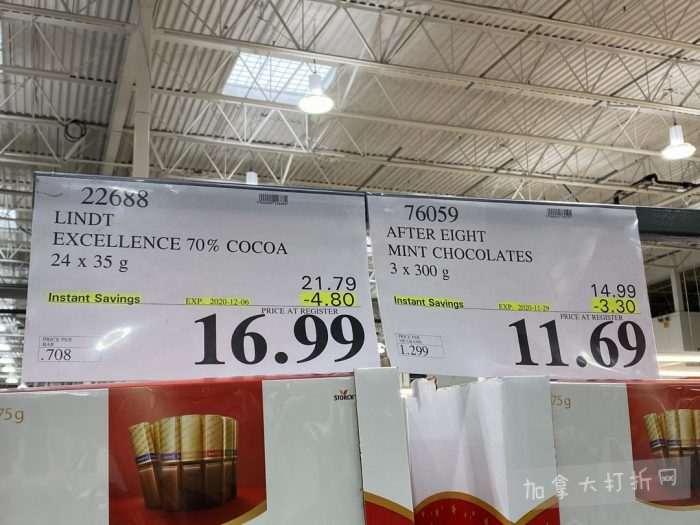 22688
LINDT
EXCELLENCE 70% COCOA
24 x 35 g
21.79
Instant Savings EXP. 2020-12-06 -4.80
PRICE AT REGISTER
PRICE PER
BAR
.708
16.99
76059
AFTER EIGHT
MINT CHOCOLATES
3 x 300 g
14.99
Instant Savings EXP. 2020-11-29 -3.30
PRICE AT REGISTER
PRICE PER
1.299
11.69
75g
STORCK
75g
加拿大打折网